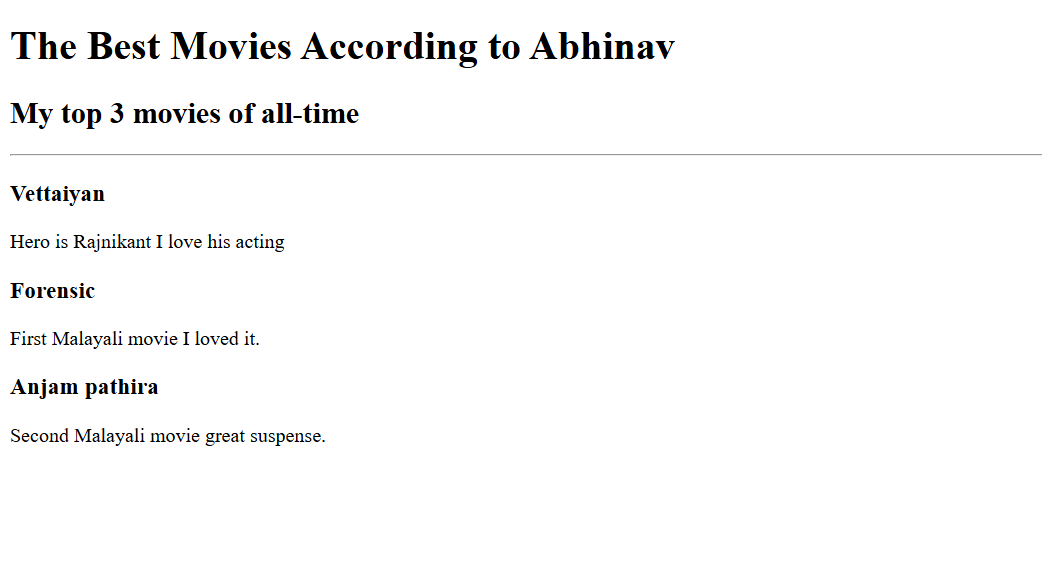 The Best Movies According to Abhinav
My top 3 movies of all-time
Vettaiyan
Hero is Rajnikant I love his acting
Forensic
First Malayali movie I loved it.
Anjam pathira
Second Malayali movie great suspense.